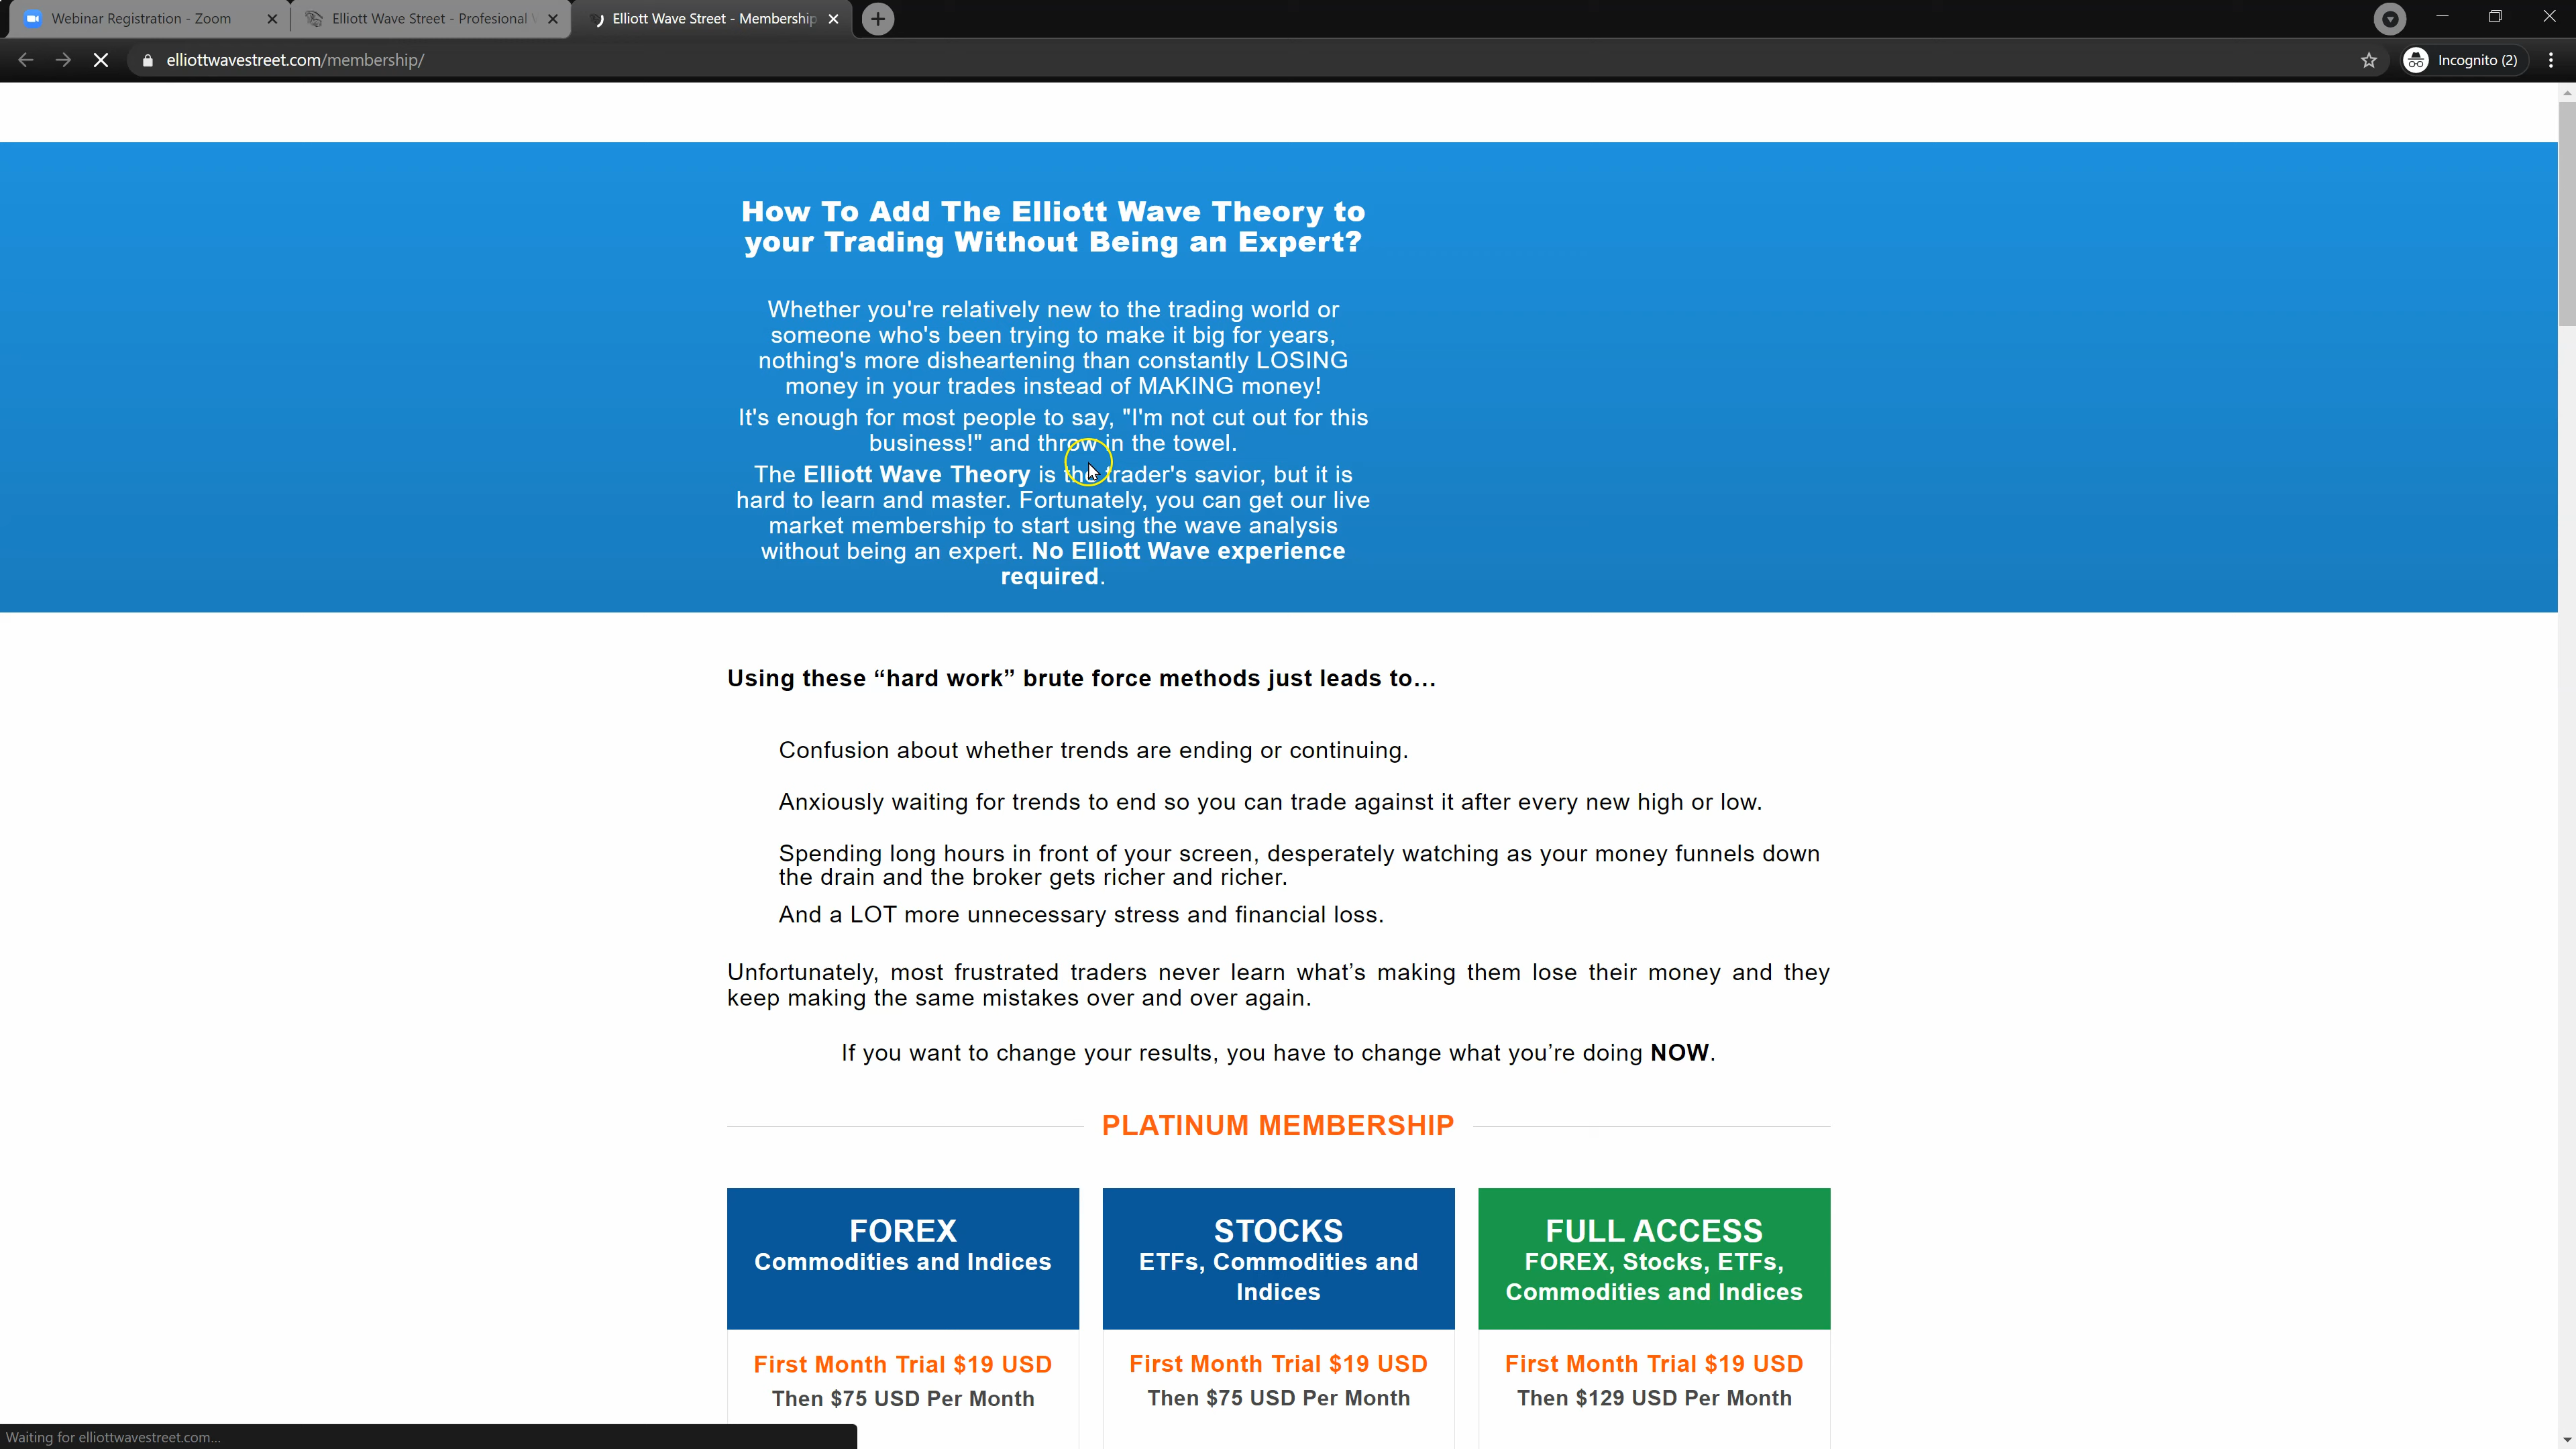 Webinar Registration - Zoom
Elliott Wave Street - Profesional
Elliott Wave Street - Membership
elliottwavestreet.com/membership/
Incognito (2)
How To Add The Elliott Wave Theory to
your Trading Without Being an Expert?
Whether you're relatively new to the trading world or
someone who's been trying to make it big for years,
nothing's more disheartening than constantly LOSING
money in your trades instead of MAKING money!
It's enough for most people to say, "I'm not cut out for this
business!" and throw in the towel.
The Elliott Wave Theory is the trader's savior, but it is
hard to learn and master. Fortunately, you can get our live
market membership to start using the wave analysis
without being an expert. No Elliott Wave experience
required.
Using these “hard work” brute force methods just leads to…
Confusion about whether trends are ending or continuing.
Anxiously waiting for trends to end so you can trade against it after every new high or low.
Spending long hours in front of your screen, desperately watching as your money funnels down
the drain and the broker gets richer and richer.
And a LOT more unnecessary stress and financial loss.
Unfortunately, most frustrated traders never learn what’s making them lose their money and they
keep making the same mistakes over and over again.
If you want to change your results, you have to change what you’re doing NOW.
PLATINUM MEMBERSHIP
FOREX
Commodities and Indices
First Month Trial $19 USD
Then $75 USD Per Month
STOCKS
ETFs, Commodities and
Indices
First Month Trial $19 USD
Then $75 USD Per Month
FULL ACCESS
FOREX, Stocks, ETFs,
Commodities and Indices
First Month Trial $19 USD
Then $129 USD Per Month
Waiting for elliottwavestreet.com...